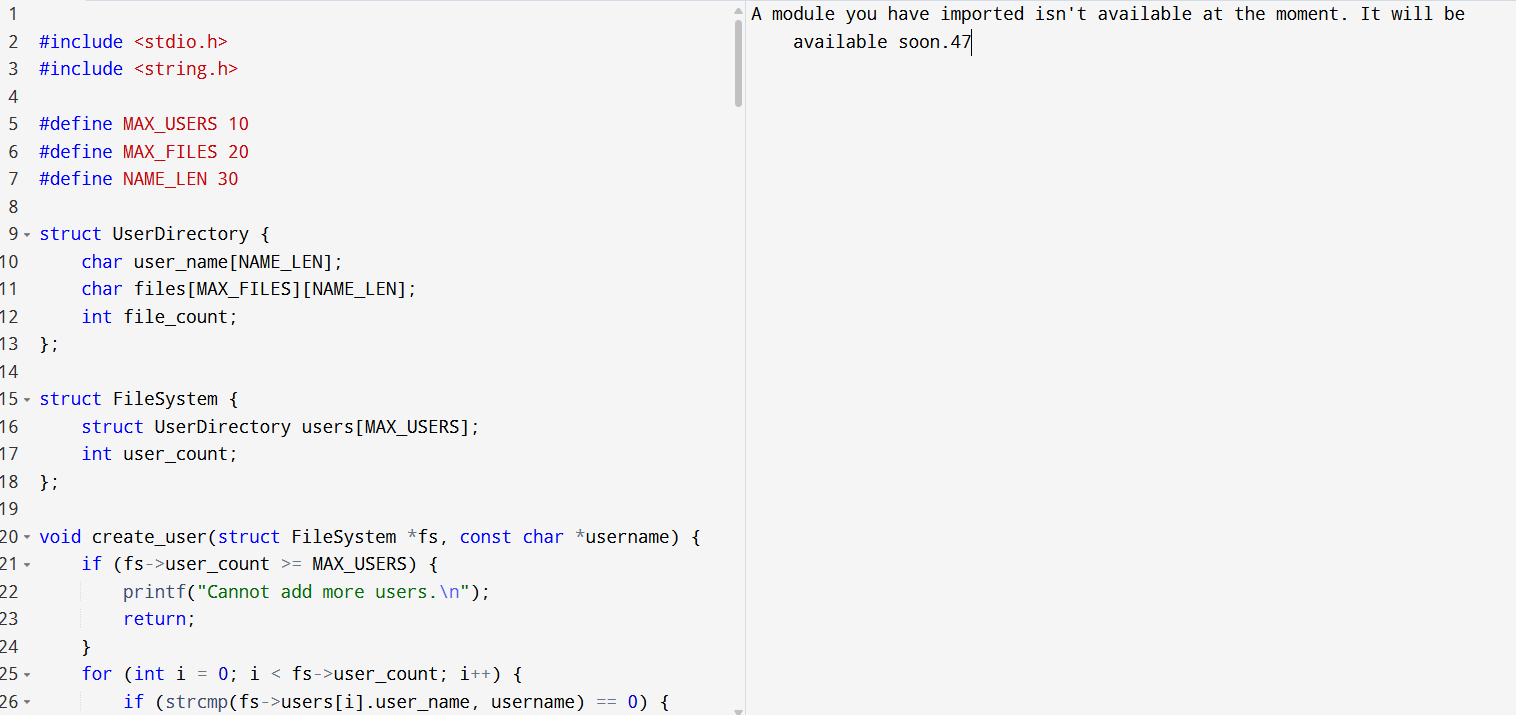 1
2 #include <stdio.h>
3 #include <string.h>
4
5 #define MAX_USERS 10
6 #define MAX_FILES 20
7 #define NAME_LEN 30
8
9 struct UserDirectory {
10     char user_name[NAME_LEN];
11     char files[MAX_FILES][NAME_LEN];
12     int file_count;
13 };
14
15 struct FileSystem {
16     struct UserDirectory users[MAX_USERS];
17     int user_count;
18 };
19
20 void create_user(struct FileSystem *fs, const char *username) {
21     if (fs->user_count >= MAX_USERS) {
22         printf("Cannot add more users.\n");
23         return;
24     }
25     for (int i = 0; i < fs->user_count; i++) {
26         if (strcmp(fs->users[i].user_name, username) == 0) {
A module you have imported isn't available at the moment. It will be
available soon.47